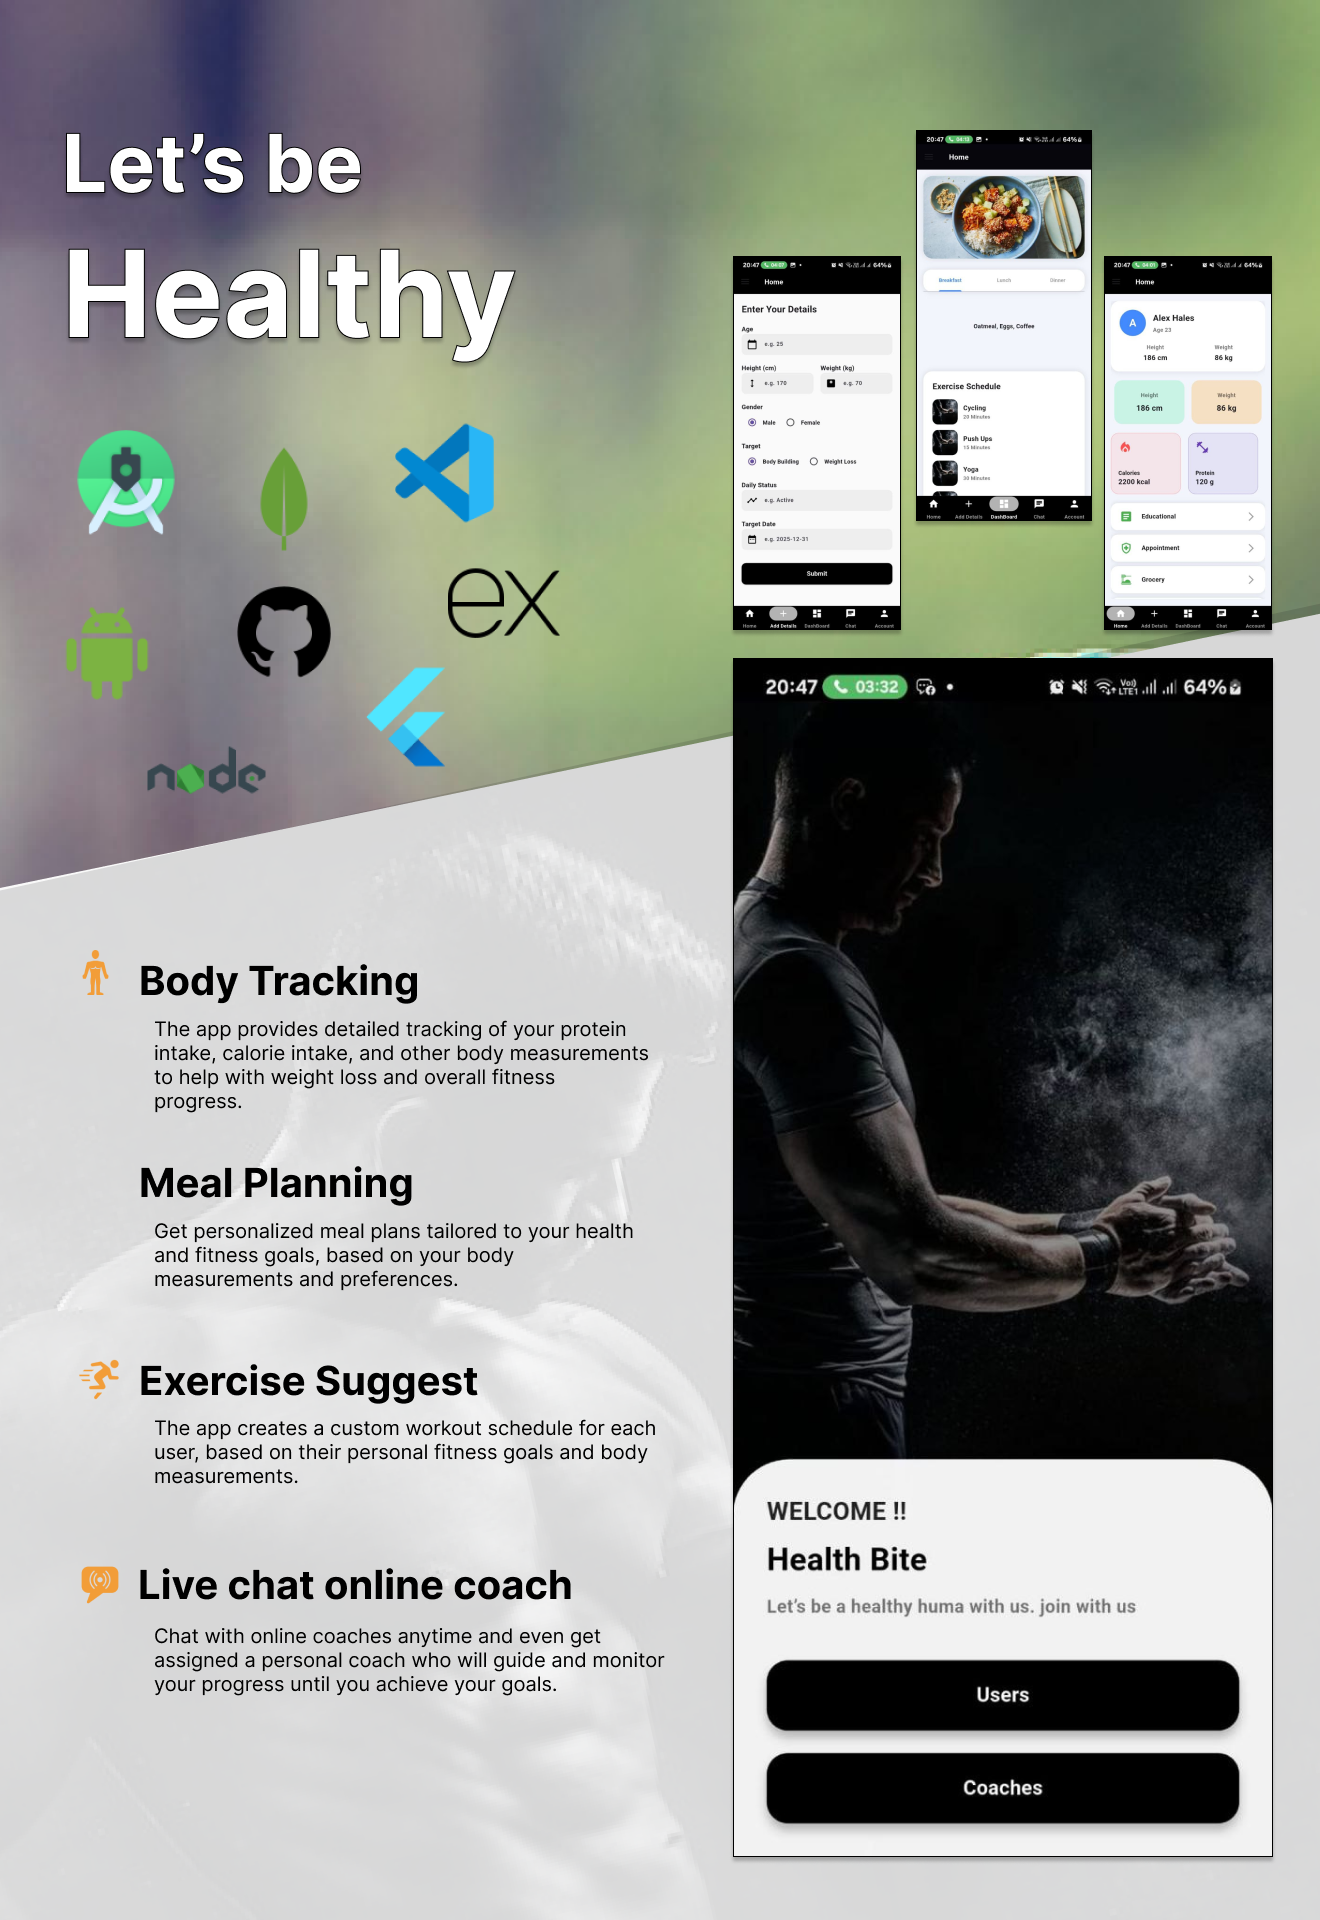 Let's be
Healthy
ex
node
20:47 04:07 64%
Home
Enter Your Details
Age
e.g. 25
Height (cm) Weight (kg)
e.g. 170 e.g. 70
Gender
Male Female
Target
Body Building Weight Loss
Daily Status
e.g. Active
Target Date
e.g. 2025-12-31
Submit
Home Add Details DashBoard Chat Account
20:47 04:13 64%
Home
Breakfast Lunch Dinner
Oatmeal, Eggs, Coffee
Exercise Schedule
Cycling
20 Minutes
Push Ups
15 Minutes
Yoga
30 Minutes
Home Add Details DashBoard Chat Account
20:47 04:01 64%
Home
A
Alex Hales
Age 23
Height Weight
186 cm 86 kg
Height Weight
186 cm 86 kg
Calories Protein
2200 kcal 120 g
Educational
Appointment
Grocery
Home Add Details DashBoard Chat Account
20:47 03:32 Vo) LTE1 64%
WELCOME !!
Health Bite
Let's be a healthy huma with us. join with us
Users
Coaches
Body Tracking
The app provides detailed tracking of your protein
intake, calorie intake, and other body measurements
to help with weight loss and overall fitness
progress.
Meal Planning
Get personalized meal plans tailored to your health
and fitness goals, based on your body
measurements and preferences.
Exercise Suggest
The app creates a custom workout schedule for each
user, based on their personal fitness goals and body
measurements.
Live chat online coach
Chat with online coaches anytime and even get
assigned a personal coach who will guide and monitor
your progress until you achieve your goals.